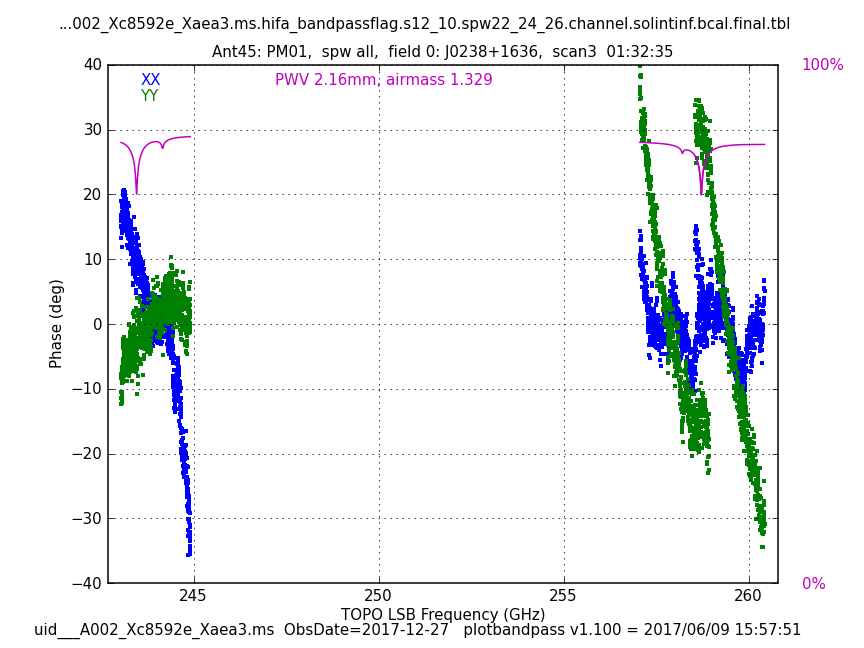 ...002_Xc8592e_Xaea3.ms.hifa_bandpassflag.s12_10.spw22_24_26.channel.solintinf.bcal.final.tbl
Ant45: PM01,  spw all,  field 0: J0238+1636,  scan3  01:32:35
XX
YY
PWV 2.16mm, airmass 1.329
100%
0%
Phase (deg)
40
30
20
10
0
−10
−20
−30
−40
245
250
255
260
TOPO LSB Frequency (GHz)
uid___A002_Xc8592e_Xaea3.ms  ObsDate=2017-12-27   plotbandpass v1.100 = 2017/06/09 15:57:51